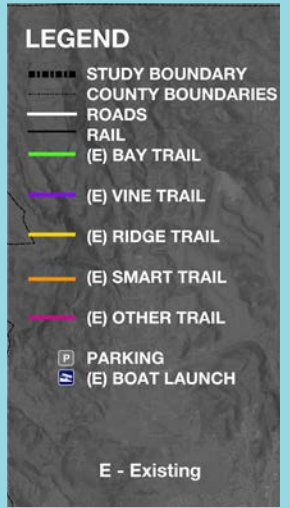 LEGEND
STUDY BOUNDARY
COUNTY BOUNDARIES
ROADS
RAIL
(E) BAY TRAIL
(E) VINE TRAIL
(E) RIDGE TRAIL
(E) SMART TRAIL
(E) OTHER TRAIL
P PARKING
(E) BOAT LAUNCH
E - Existing